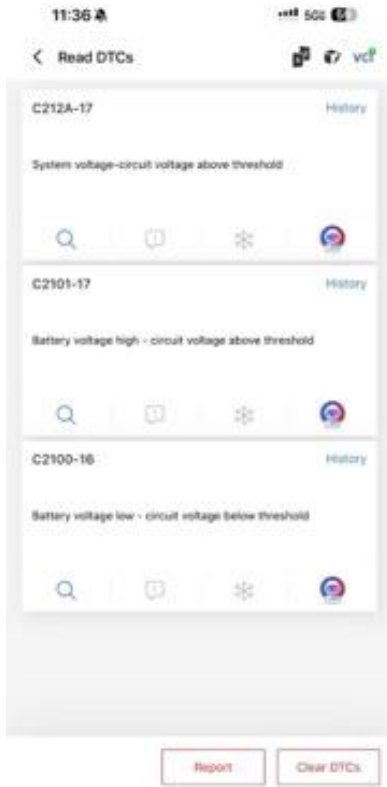 11:36
5GE
Read DTCs
VCI
C212A-17
History
System voltage-circuit voltage above threshold
C2101-17
History
Battery voltage high - circuit voltage above threshold
C2100-16
History
Battery voltage low - circuit voltage below threshold
Report
Clear DTCs